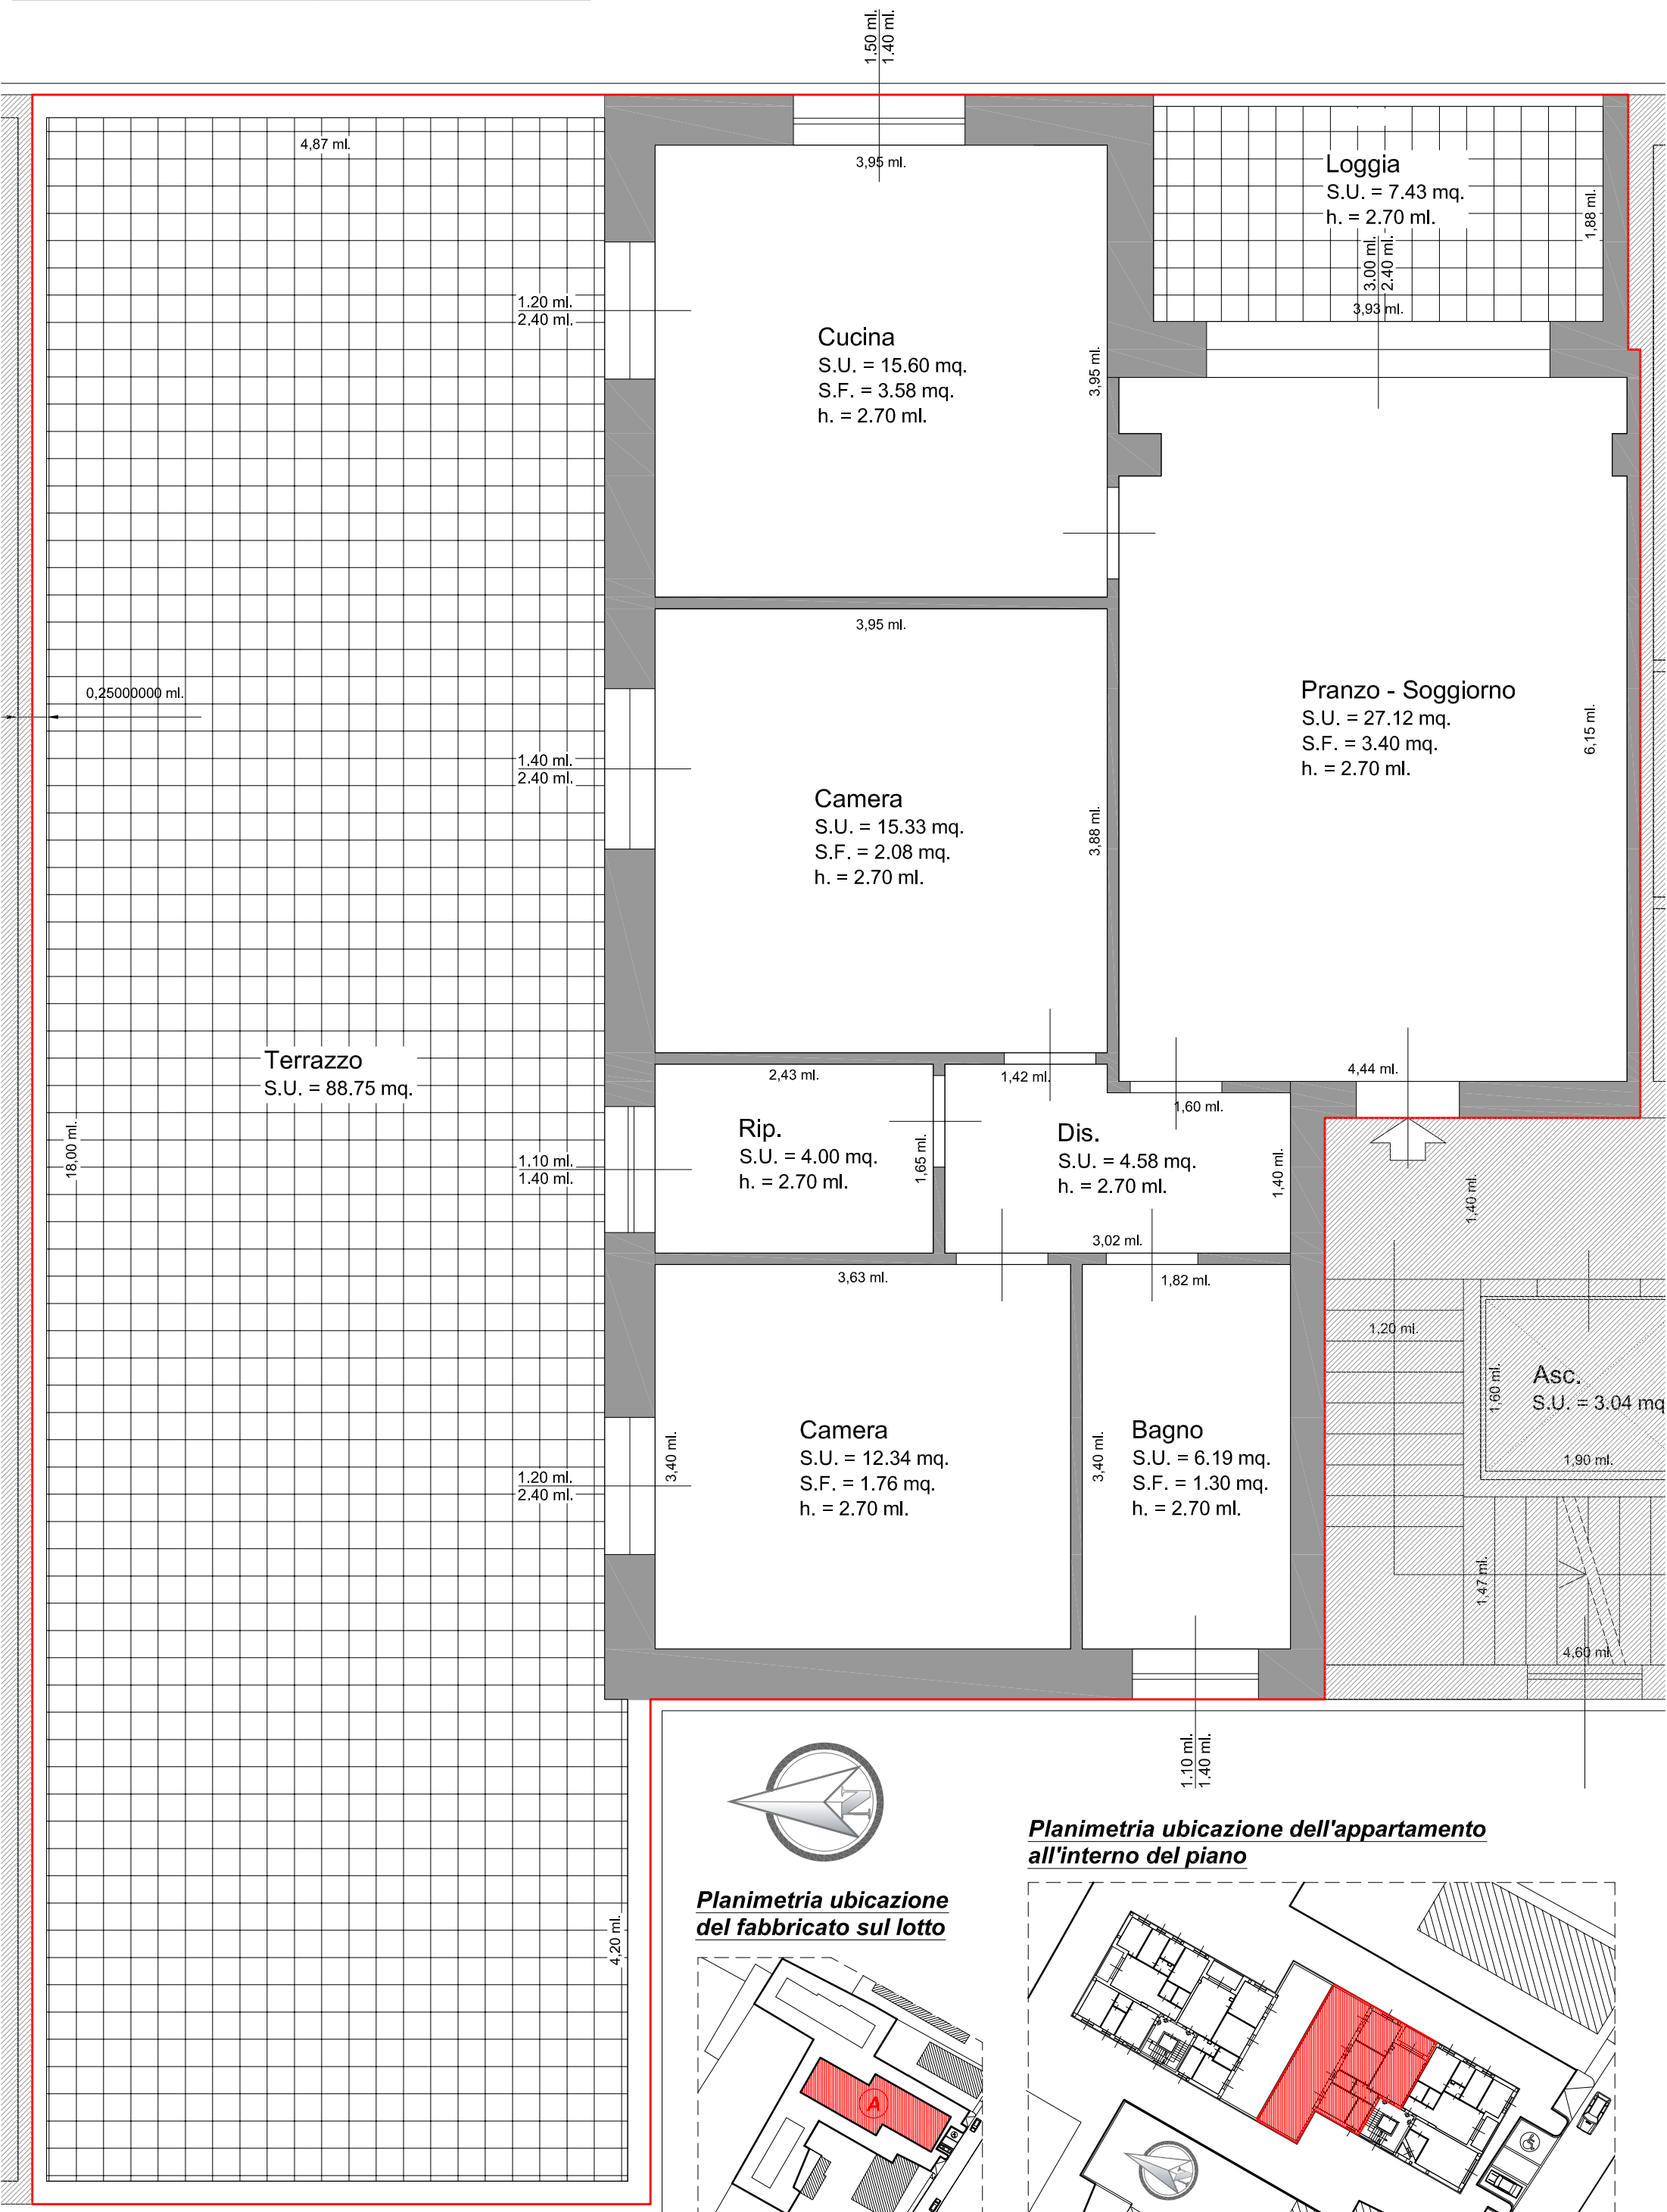 1.50 ml.
1.40 ml.
4,87 ml.
3,95 ml.
Loggia
S.U. = 7.43 mq.
h. = 2.70 ml.
1,88 ml.
3.00 ml.
2.40 ml.
3,93 ml.
1.20 ml.
2.40 ml.
Cucina
S.U. = 15.60 mq.
S.F. = 3.58 mq.
h. = 2.70 ml.
3,95 ml.
3,95 ml.
0,25000000 ml.
Pranzo - Soggiorno
S.U. = 27.12 mq.
S.F. = 3.40 mq.
h. = 2.70 ml.
6,15 ml.
1.40 ml.
2.40 ml.
Camera
S.U. = 15.33 mq.
S.F. = 2.08 mq.
h. = 2.70 ml.
3,88 ml.
Terrazzo
S.U. = 88.75 mq.
18,00 ml.
2,43 ml.
1,42 ml.
4,44 ml.
1,60 ml.
Rip.
S.U. = 4.00 mq.
h. = 2.70 ml.
1,65 ml.
Dis.
S.U. = 4.58 mq.
h. = 2.70 ml.
1,40 ml.
1.10 ml.
1.40 ml.
1,40 ml.
3,02 ml.
3,63 ml.
1,82 ml.
1,20 ml.
1,60 ml.
Asc.
S.U. = 3.04 mq
1,90 ml.
Camera
S.U. = 12.34 mq.
S.F. = 1.76 mq.
h. = 2.70 ml.
3,40 ml.
3,40 ml.
Bagno
S.U. = 6.19 mq.
S.F. = 1.30 mq.
h. = 2.70 ml.
1.20 ml.
2.40 ml.
1,47 ml.
4,60 ml.
1.10 ml.
1.40 ml.
N
Planimetria ubicazione dell'appartamento
all'interno del piano
Planimetria ubicazione
del fabbricato sul lotto
4,20 ml.
A
N